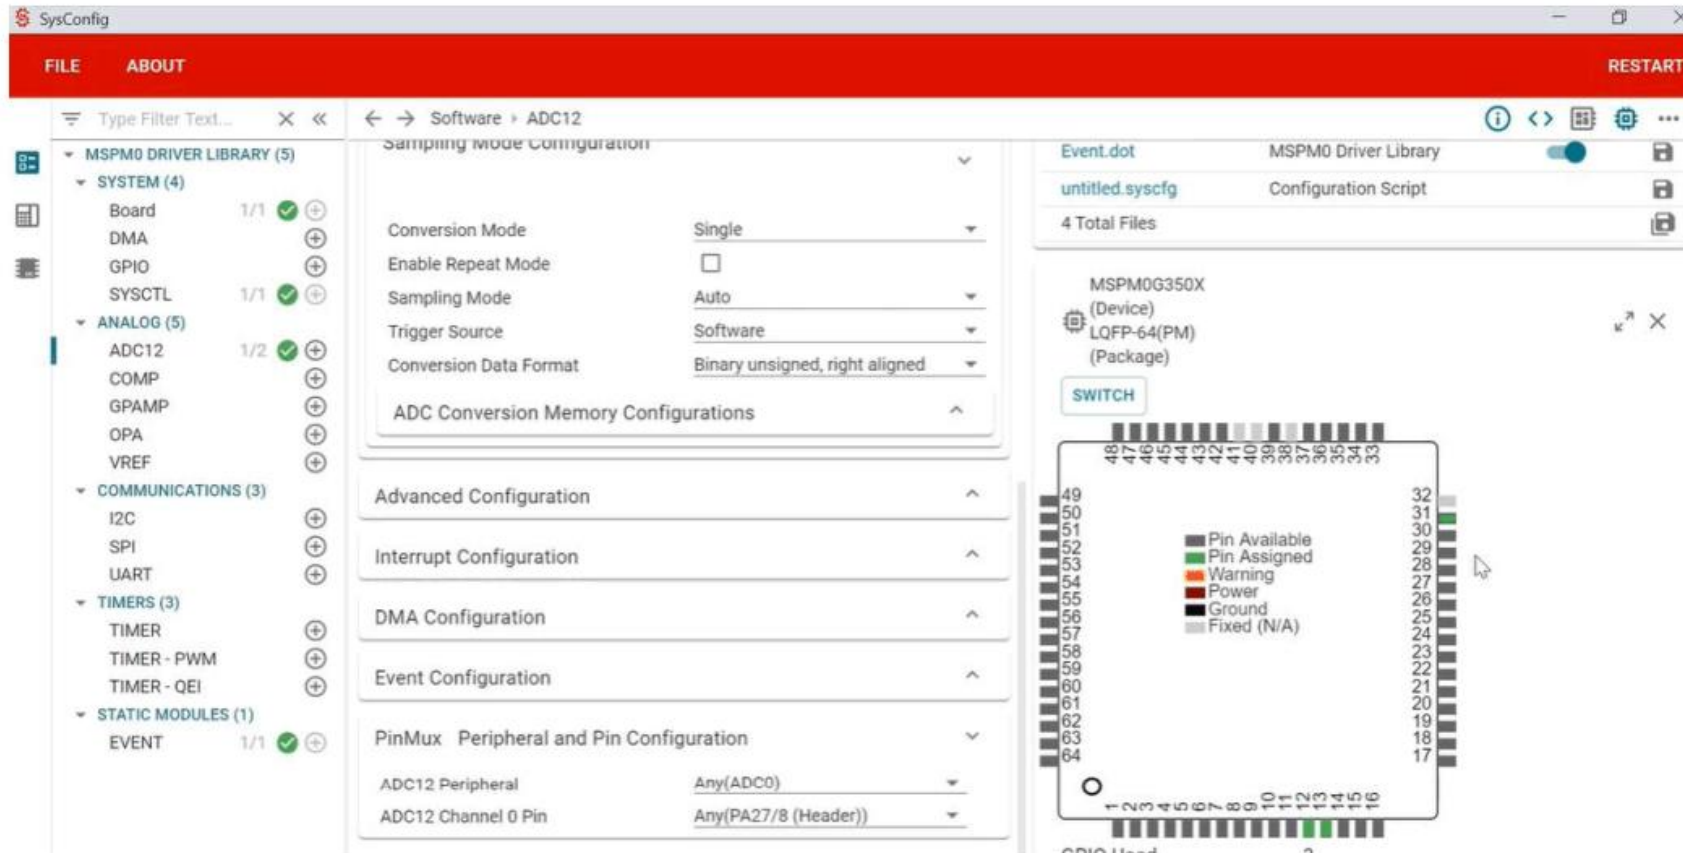 SysConfig
FILE ABOUT RESTART
Type Filter Text...
Software ADC12
MSPM0 DRIVER LIBRARY (5)
SYSTEM (4)
Board 1/1
DMA
GPIO
SYSCTL 1/1
ANALOG (5)
ADC12 1/2
COMP
GPAMP
OPA
VREF
COMMUNICATIONS (3)
I2C
SPI
UART
TIMERS (3)
TIMER
TIMER - PWM
TIMER - QEI
STATIC MODULES (1)
EVENT 1/1
Sampling Mode Configuration
Conversion Mode Single
Enable Repeat Mode
Sampling Mode Auto
Trigger Source Software
Conversion Data Format Binary unsigned, right aligned
ADC Conversion Memory Configurations
Advanced Configuration
Interrupt Configuration
DMA Configuration
Event Configuration
PinMux Peripheral and Pin Configuration
ADC12 Peripheral Any(ADC0)
ADC12 Channel 0 Pin Any(PA27/8 (Header))
Event.dot MSPM0 Driver Library
untitled.syscfg Configuration Script
4 Total Files
MSPM0G350X
(Device)
LQFP-64(PM)
(Package)
SWITCH
48 47 46 45 44 43 42 41 40 39 38 37 36 35 34 33
49 32
50 31
51 30
52 29
53 28
54 27
55 26
56 25
57 24
58 23
59 22
60 21
61 20
62 19
63 18
64 17
Pin Available
Pin Assigned
Warning
Power
Ground
Fixed (N/A)
1 2 3 4 5 6 7 8 9 10 11 12 13 14 15 16